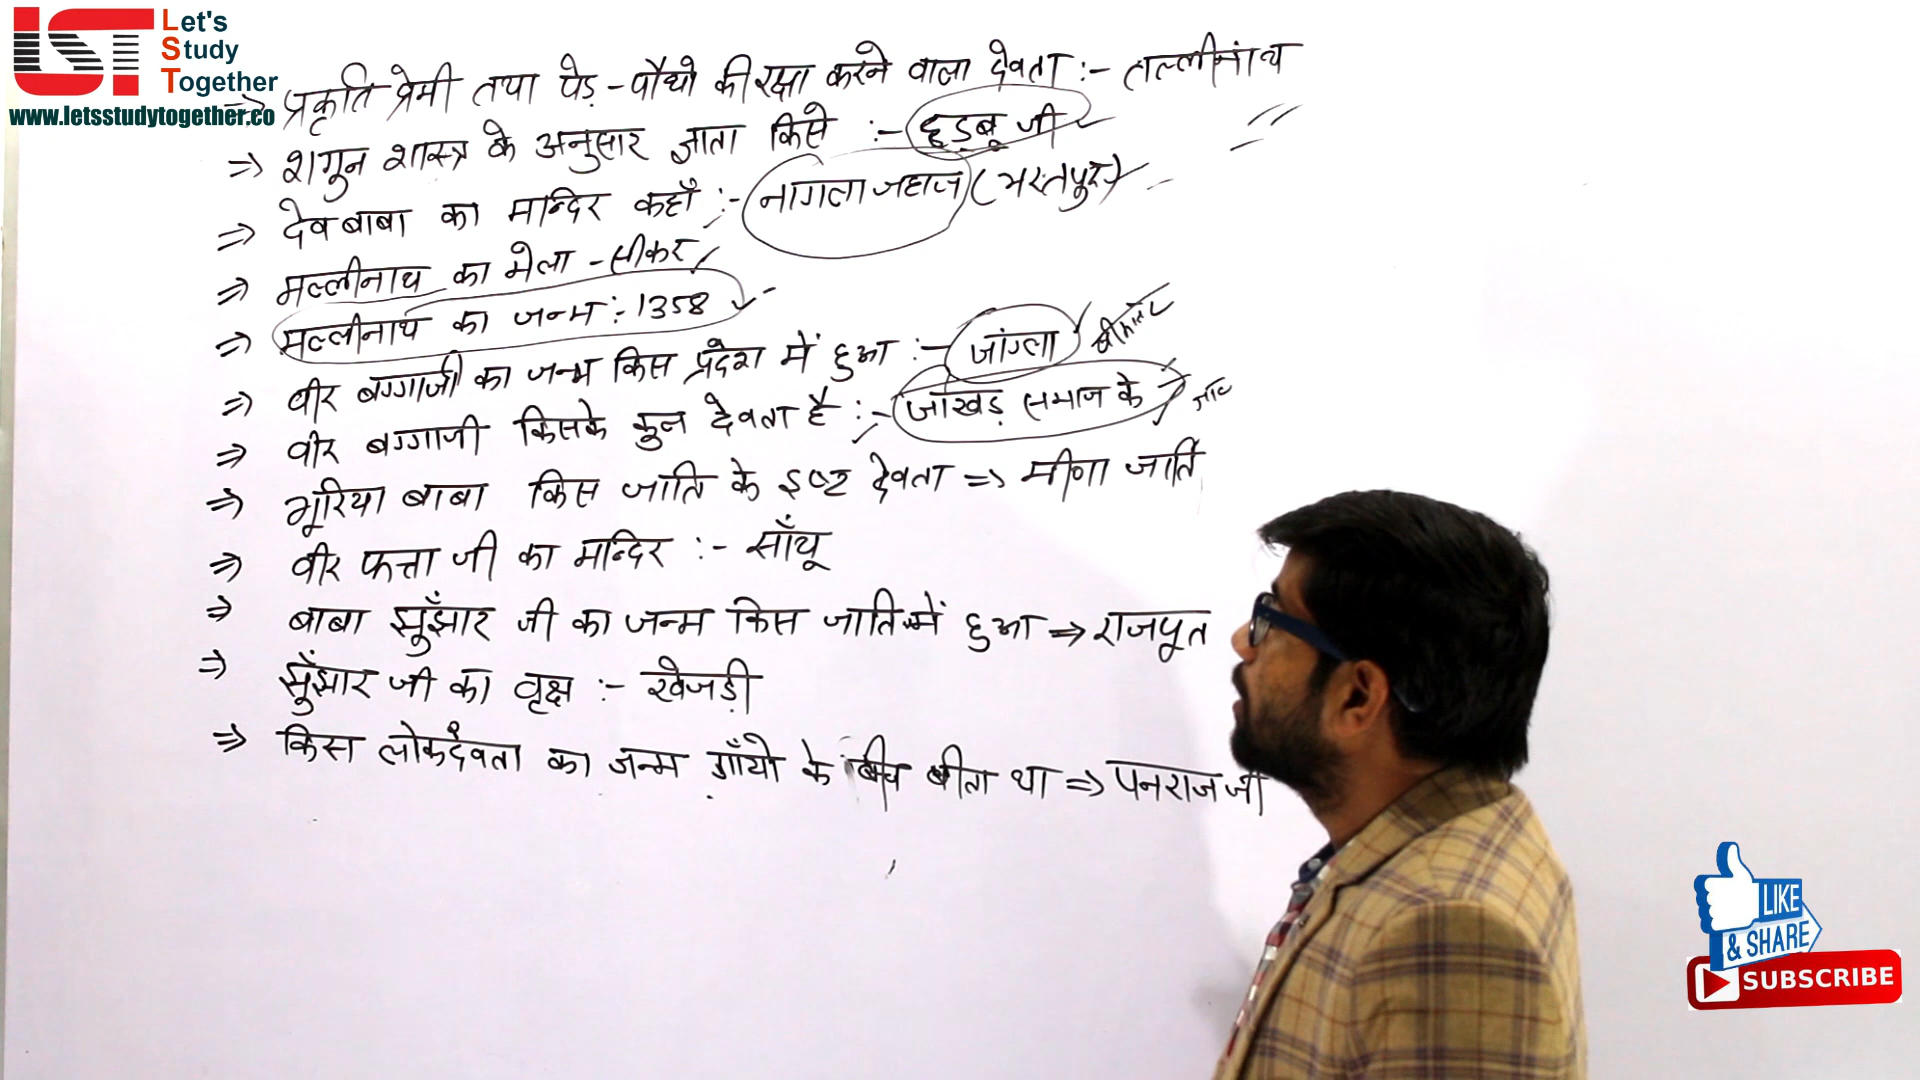 LST Let's Study Together
www.letsstudytogether.co
⇒ प्रकृति प्रेमी तथा पेड़ - पौधो की रक्षा करने वाला देवता :- तल्लीनाथ
⇒ शगुन शास्त्र के अनुसार ज्ञाता किसे :- हड़बू जी
⇒ देवबाबा का मान्दिर कहाँ :- नागला जहाज (भरतपुर)
⇒ मल्लीनाथ का मेला - सीकर
⇒ मल्लीनाथ का जन्म :- 1358
⇒ वीर बग्गाजी का जन्म किस प्रदेश में हुआ :- जांग्ला
⇒ वीर बग्गाजी किसके कुल देवता है :- जाखड़ समाज के जाट
⇒ भूरिया बाबा किस जाति के इष्ट देवता ⇒ मीणा जाति
⇒ वीर फत्ता जी का मन्दिर :- साँथू
⇒ बाबा झुँझार जी का जन्म किस जाति में हुआ ⇒ राजपूत
⇒ झुँझार जी का वृक्ष :- खेजड़ी
⇒ किस लोकदेवता का जन्म गाँयो के बीच बीता था ⇒ पनराज जी
LIKE
& SHARE
SUBSCRIBE